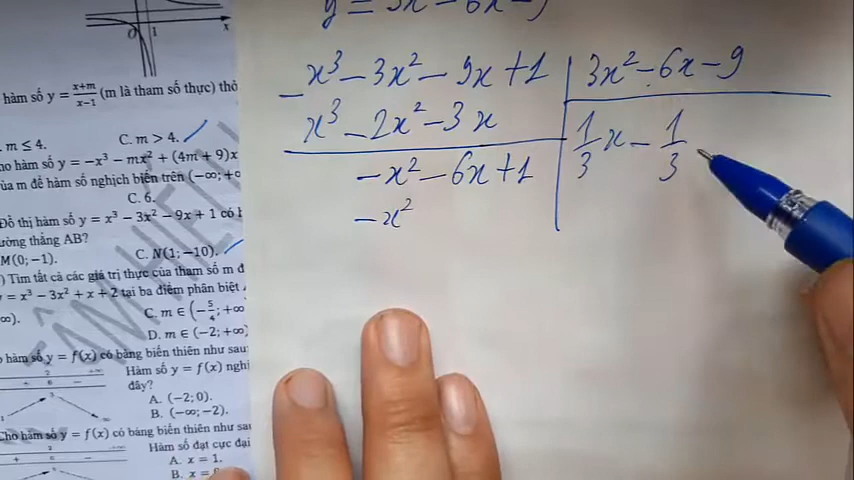 O 1 x
hàm số y = x+m/x−1 (m là tham số thực) thỏ
m ≤ 4. C. m > 4.
ho hàm số y = −x³ − mx² + (4m + 9)x
của m để hàm số nghịch biến trên (−∞; +∞
C. 6.
Đồ thị hàm số y = x³ − 3x² − 9x + 1 có h
ường thẳng AB?
M(0; −1). C. N(1; −10).
) Tìm tất cả các giá trị thực của tham số m đ
= x³ − 3x² + x + 2 tại ba điểm phân biệt
∞). C. m ∈ (−5/4; +∞
D. m ∈ (−2; +∞)
o hàm số y = f(x) có bảng biến thiên như sau:
Hàm số y = f(x) nghị
đây?
A. (−2; 0).
B. (−∞; −2).
Cho hàm số y = f(x) có bảng biến thiên như sa
Hàm số đạt cực đại
A. x = 1.
B. x =
x³ − 3x² − 9x + 1 3x² − 6x − 9
− x³ − 2x² − 3x 1/3 x − 1/3
−x² − 6x + 1
−x²